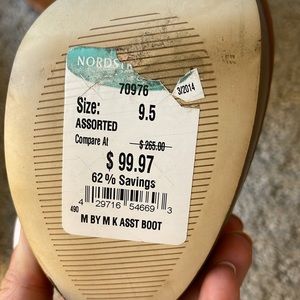 NORDST
70976
3/2014
Size: 9.5
ASSORTED
Compare At $ 265.00
$ 99.97
62% Savings
4 29716 54669 3
490
M BY M K ASST BOOT